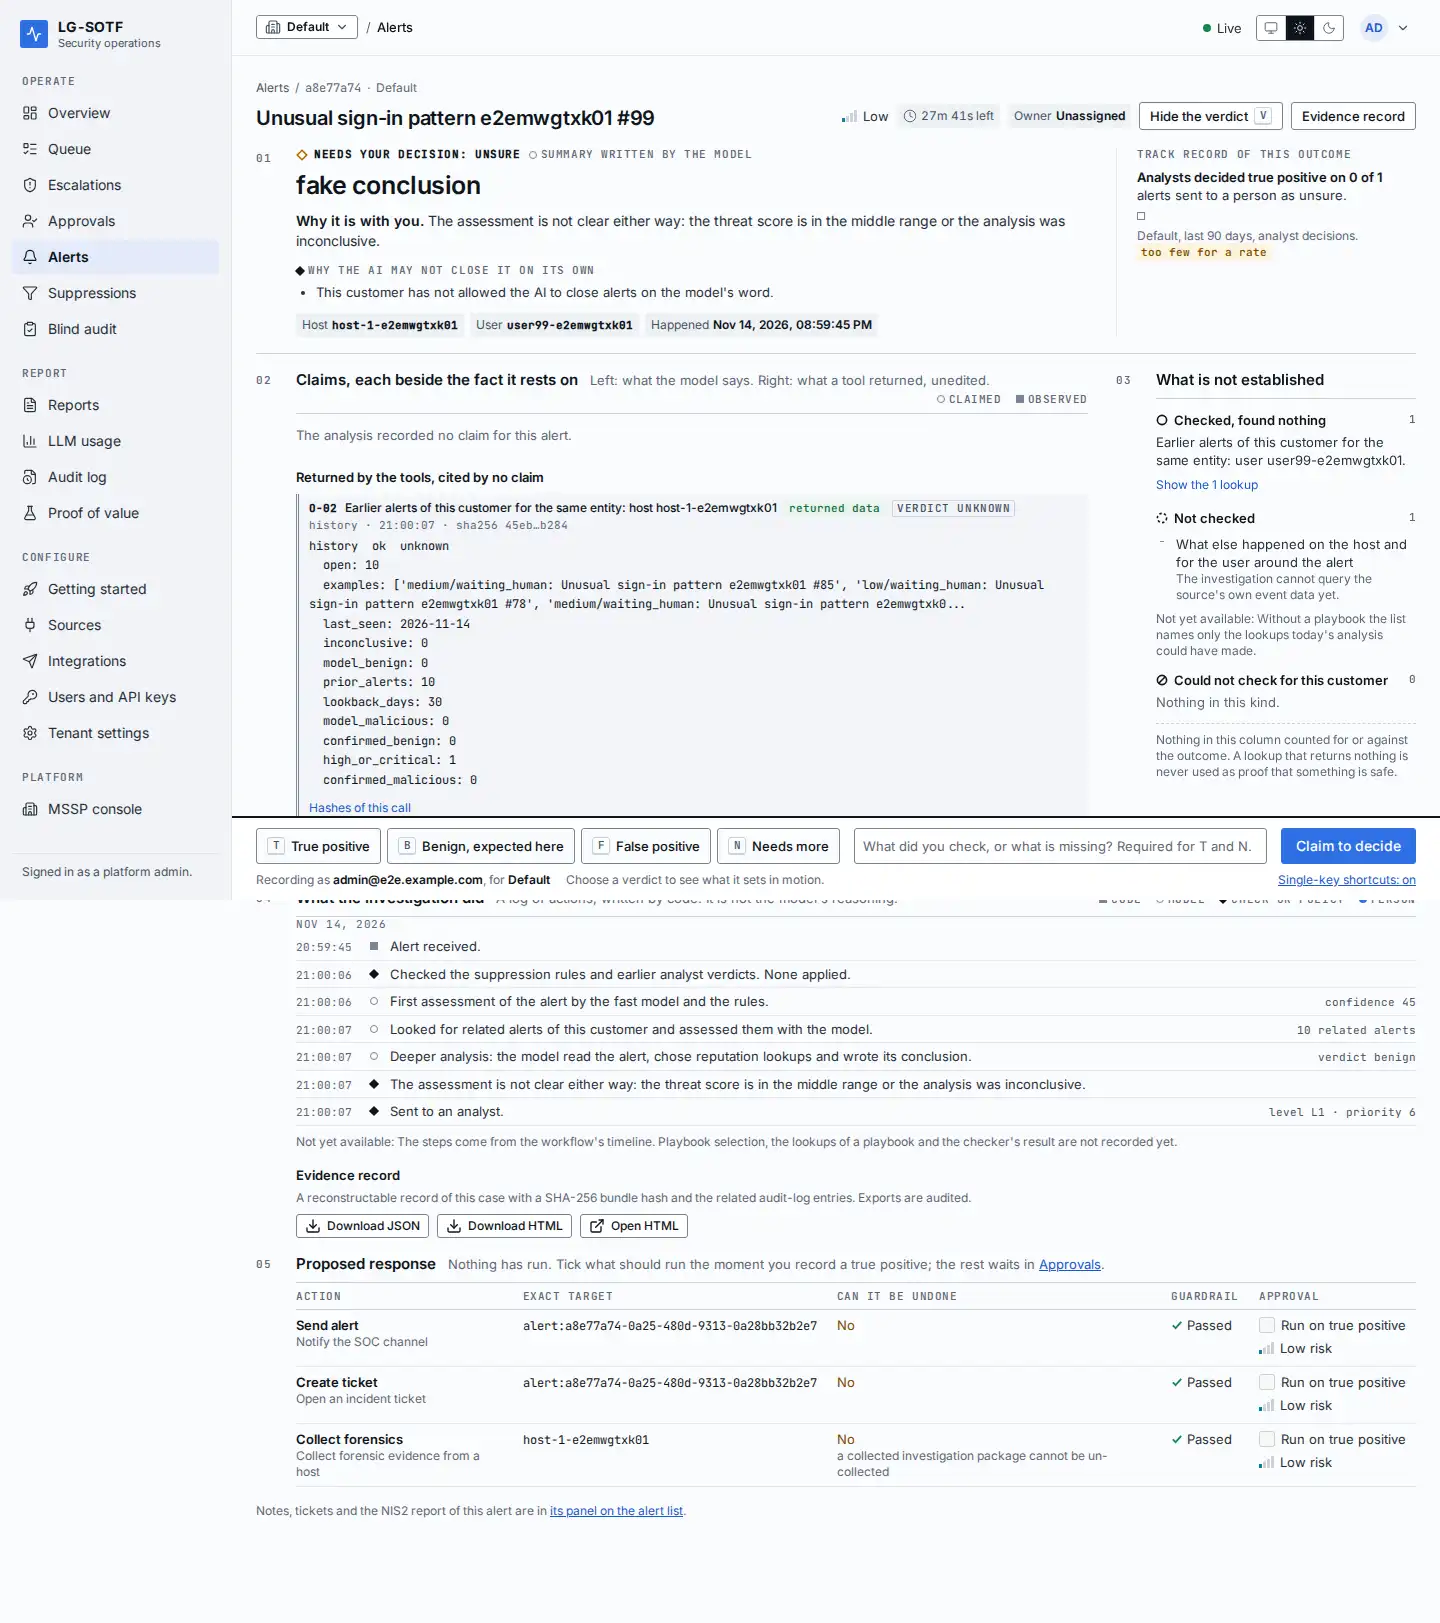 LG-SOTF
Security operations
OPERATE
Overview
Queue
Escalations
Approvals
Alerts
Suppressions
Blind audit
REPORT
Reports
LLM usage
Audit log
Proof of value
CONFIGURE
Getting started
Sources
Integrations
Users and API keys
Tenant settings
PLATFORM
MSSP console
Signed in as a platform admin.
Default / Alerts
Live
AD
Alerts / a8e77a74 · Default
Unusual sign-in pattern e2emwgtxk01 #99
Low
27m 41s left
Owner Unassigned
Hide the verdict V
Evidence record
01
NEEDS YOUR DECISION: UNSURE SUMMARY WRITTEN BY THE MODEL
fake conclusion
Why it is with you. The assessment is not clear either way: the threat score is in the middle range or the analysis was
inconclusive.
WHY THE AI MAY NOT CLOSE IT ON ITS OWN
• This customer has not allowed the AI to close alerts on the model's word.
Host host-1-e2emwgtxk01 User user99-e2emwgtxk01 Happened Nov 14, 2026, 08:59:45 PM
TRACK RECORD OF THIS OUTCOME
Analysts decided true positive on 0 of 1
alerts sent to a person as unsure.
Default, last 90 days, analyst decisions.
too few for a rate
02 Claims, each beside the fact it rests on Left: what the model says. Right: what a tool returned, unedited.
CLAIMED OBSERVED
The analysis recorded no claim for this alert.
Returned by the tools, cited by no claim
O-02 Earlier alerts of this customer for the same entity: host host-1-e2emwgtxk01 returned data VERDICT UNKNOWN
history · 21:00:07 · sha256 45eb…b284
history ok unknown
open: 10
examples: ['medium/waiting_human: Unusual sign-in pattern e2emwgtxk01 #85', 'low/waiting_human: Unusual
sign-in pattern e2emwgtxk01 #78', 'medium/waiting_human: Unusual sign-in pattern e2emwgtxk0...
last_seen: 2026-11-14
inconclusive: 0
model_benign: 0
prior_alerts: 10
lookback_days: 30
model_malicious: 0
confirmed_benign: 0
high_or_critical: 1
confirmed_malicious: 0
Hashes of this call
03 What is not established
Checked, found nothing 1
Earlier alerts of this customer for the
same entity: user user99-e2emwgtxk01.
Show the 1 lookup
Not checked 1
– What else happened on the host and
for the user around the alert
The investigation cannot query the
source's own event data yet.
Not yet available: Without a playbook the list
names only the lookups today's analysis
could have made.
Could not check for this customer 0
Nothing in this kind.
Nothing in this column counted for or against
the outcome. A lookup that returns nothing is
never used as proof that something is safe.
T True positive
B Benign, expected here
F False positive
N Needs more
What did you check, or what is missing? Required for T and N.
Claim to decide
Recording as admin@e2e.example.com, for Default Choose a verdict to see what it sets in motion.
Single-key shortcuts: on
What the investigation did A log of actions, written by code. It is not the model's reasoning. CODE MODEL CHECK OR POLICY PERSON
NOV 14, 2026
20:59:45 Alert received.
21:00:06 Checked the suppression rules and earlier analyst verdicts. None applied.
21:00:06 First assessment of the alert by the fast model and the rules. confidence 45
21:00:07 Looked for related alerts of this customer and assessed them with the model. 10 related alerts
21:00:07 Deeper analysis: the model read the alert, chose reputation lookups and wrote its conclusion. verdict benign
21:00:07 The assessment is not clear either way: the threat score is in the middle range or the analysis was inconclusive.
21:00:07 Sent to an analyst. level L1 · priority 6
Not yet available: The steps come from the workflow's timeline. Playbook selection, the lookups of a playbook and the checker's result are not recorded yet.
Evidence record
A reconstructable record of this case with a SHA-256 bundle hash and the related audit-log entries. Exports are audited.
Download JSON
Download HTML
Open HTML
05 Proposed response Nothing has run. Tick what should run the moment you record a true positive; the rest waits in Approvals.
ACTION EXACT TARGET CAN IT BE UNDONE GUARDRAIL APPROVAL
Send alert alert:a8e77a74-0a25-480d-9313-0a28bb32b2e7 No Passed Run on true positive
Notify the SOC channel Low risk
Create ticket alert:a8e77a74-0a25-480d-9313-0a28bb32b2e7 No Passed Run on true positive
Open an incident ticket Low risk
Collect forensics host-1-e2emwgtxk01 No Passed Run on true positive
Collect forensic evidence from a a collected investigation package cannot be un- Low risk
host collected
Notes, tickets and the NIS2 report of this alert are in its panel on the alert list.